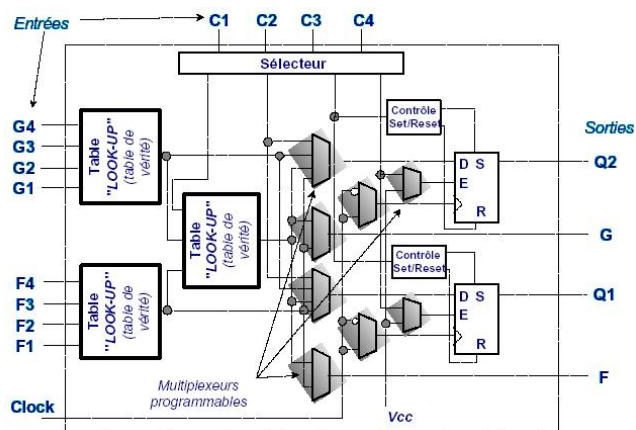 Entrées
C1 C2 C3 C4
Sélecteur
G4
G3
G2
G1
Table
"LOOK-UP"
(table de
vérité)
Table
"LOOK-UP"
(table de
vérité)
F4
F3
F2
F1
Table
"LOOK-UP"
(table de
vérité)
Contrôle
Set/Reset
D S
E
R
Contrôle
Set/Reset
D S
E
R
Sorties
Q2
G
Q1
F
Multiplexeurs
programmables
Clock
Vcc